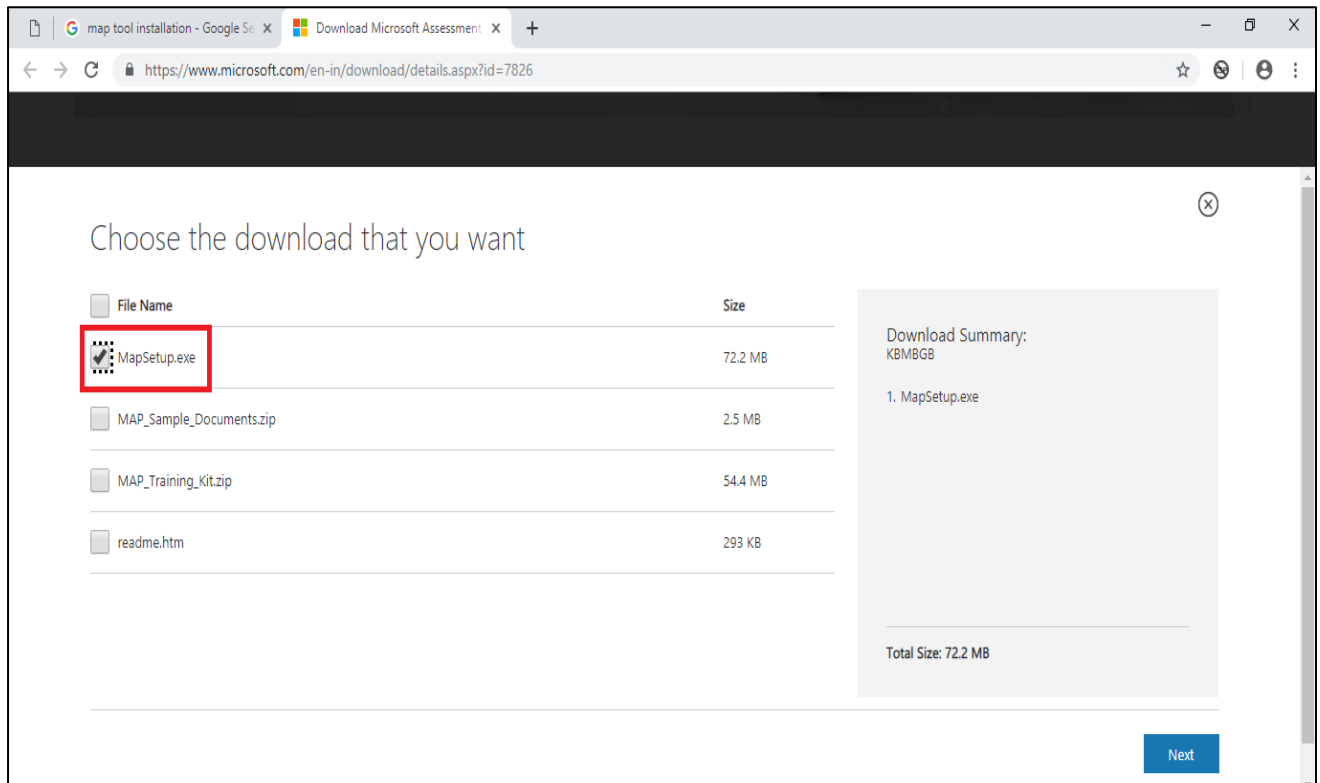 map tool installation - Google Se
Download Microsoft Assessment
https://www.microsoft.com/en-in/download/details.aspx?id=7826
Choose the download that you want
File Name Size
MapSetup.exe 72.2 MB
MAP_Sample_Documents.zip 2.5 MB
MAP_Training_Kit.zip 54.4 MB
readme.htm 293 KB
Download Summary:
KBMBGB
1. MapSetup.exe
Total Size: 72.2 MB
Next